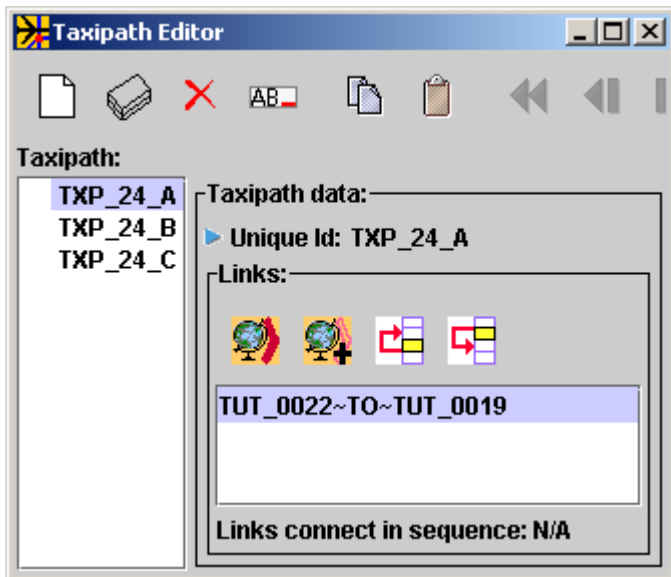 Taxipath Editor
AB
Taxipath:
TXP_24_A
TXP_24_B
TXP_24_C
Taxipath data:
Unique Id: TXP_24_A
Links:
TUT_0022~TO~TUT_0019
Links connect in sequence: N/A